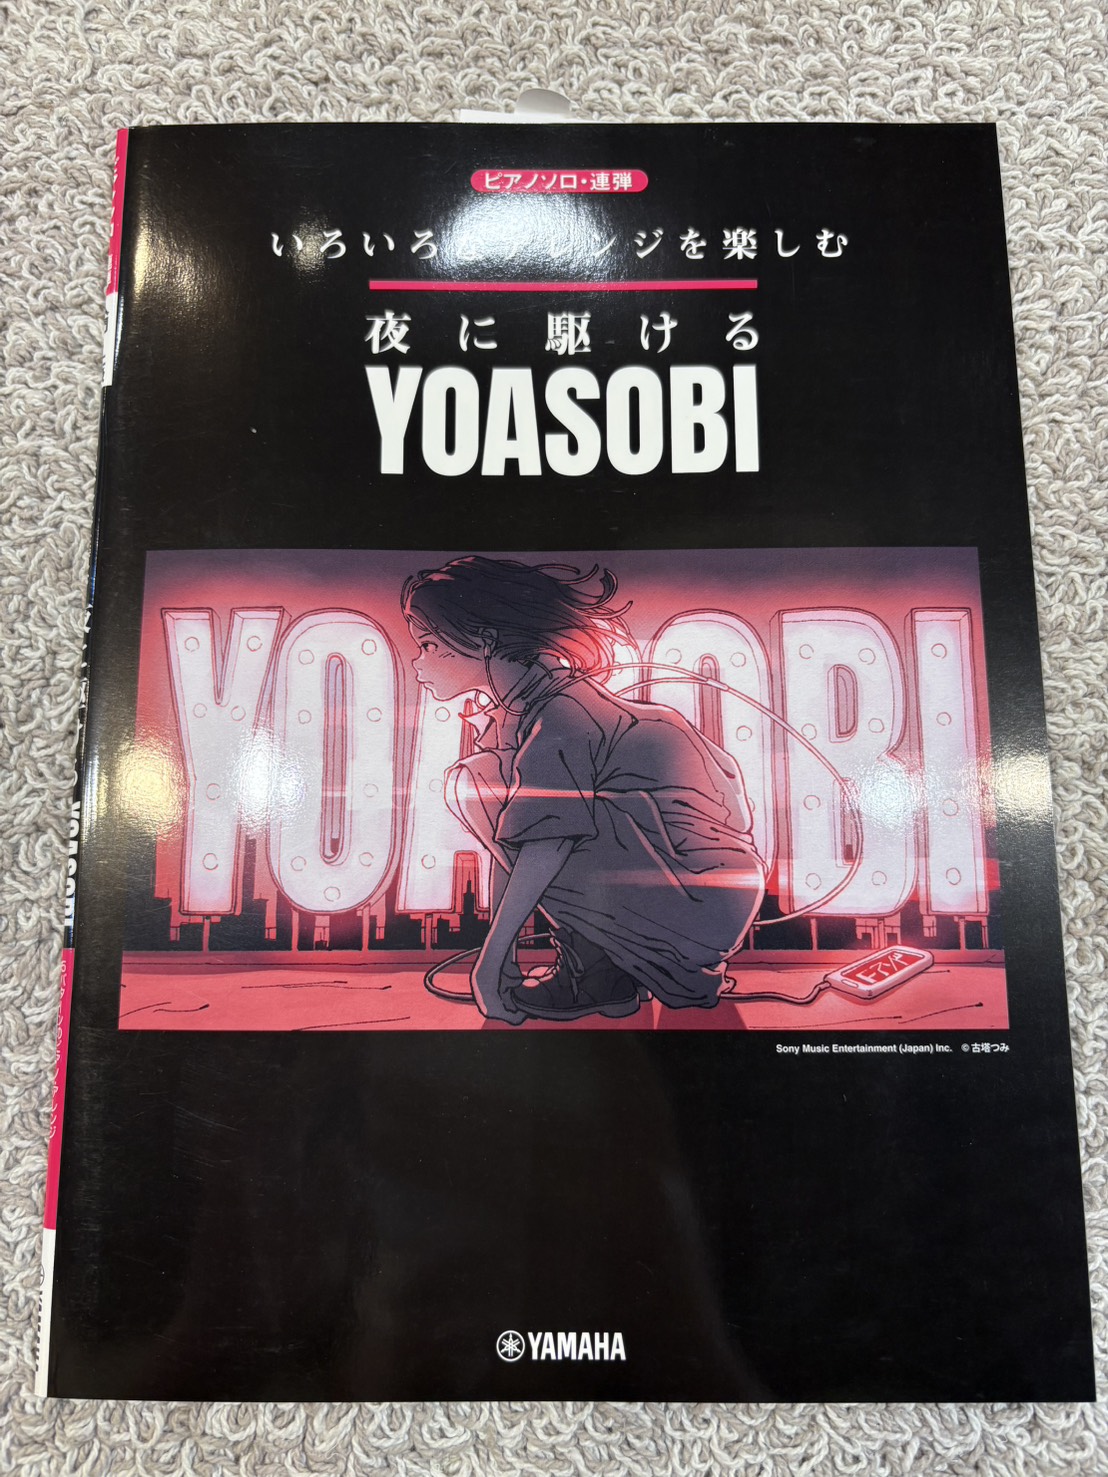 ピアノソロ・連弾
いろいろなアレンジを楽しむ
夜に駆ける
YOASOBI
YOASOBI
Sony Music Entertainment (Japan) Inc. ©古塔つみ
YAMAHA
YOASOBI